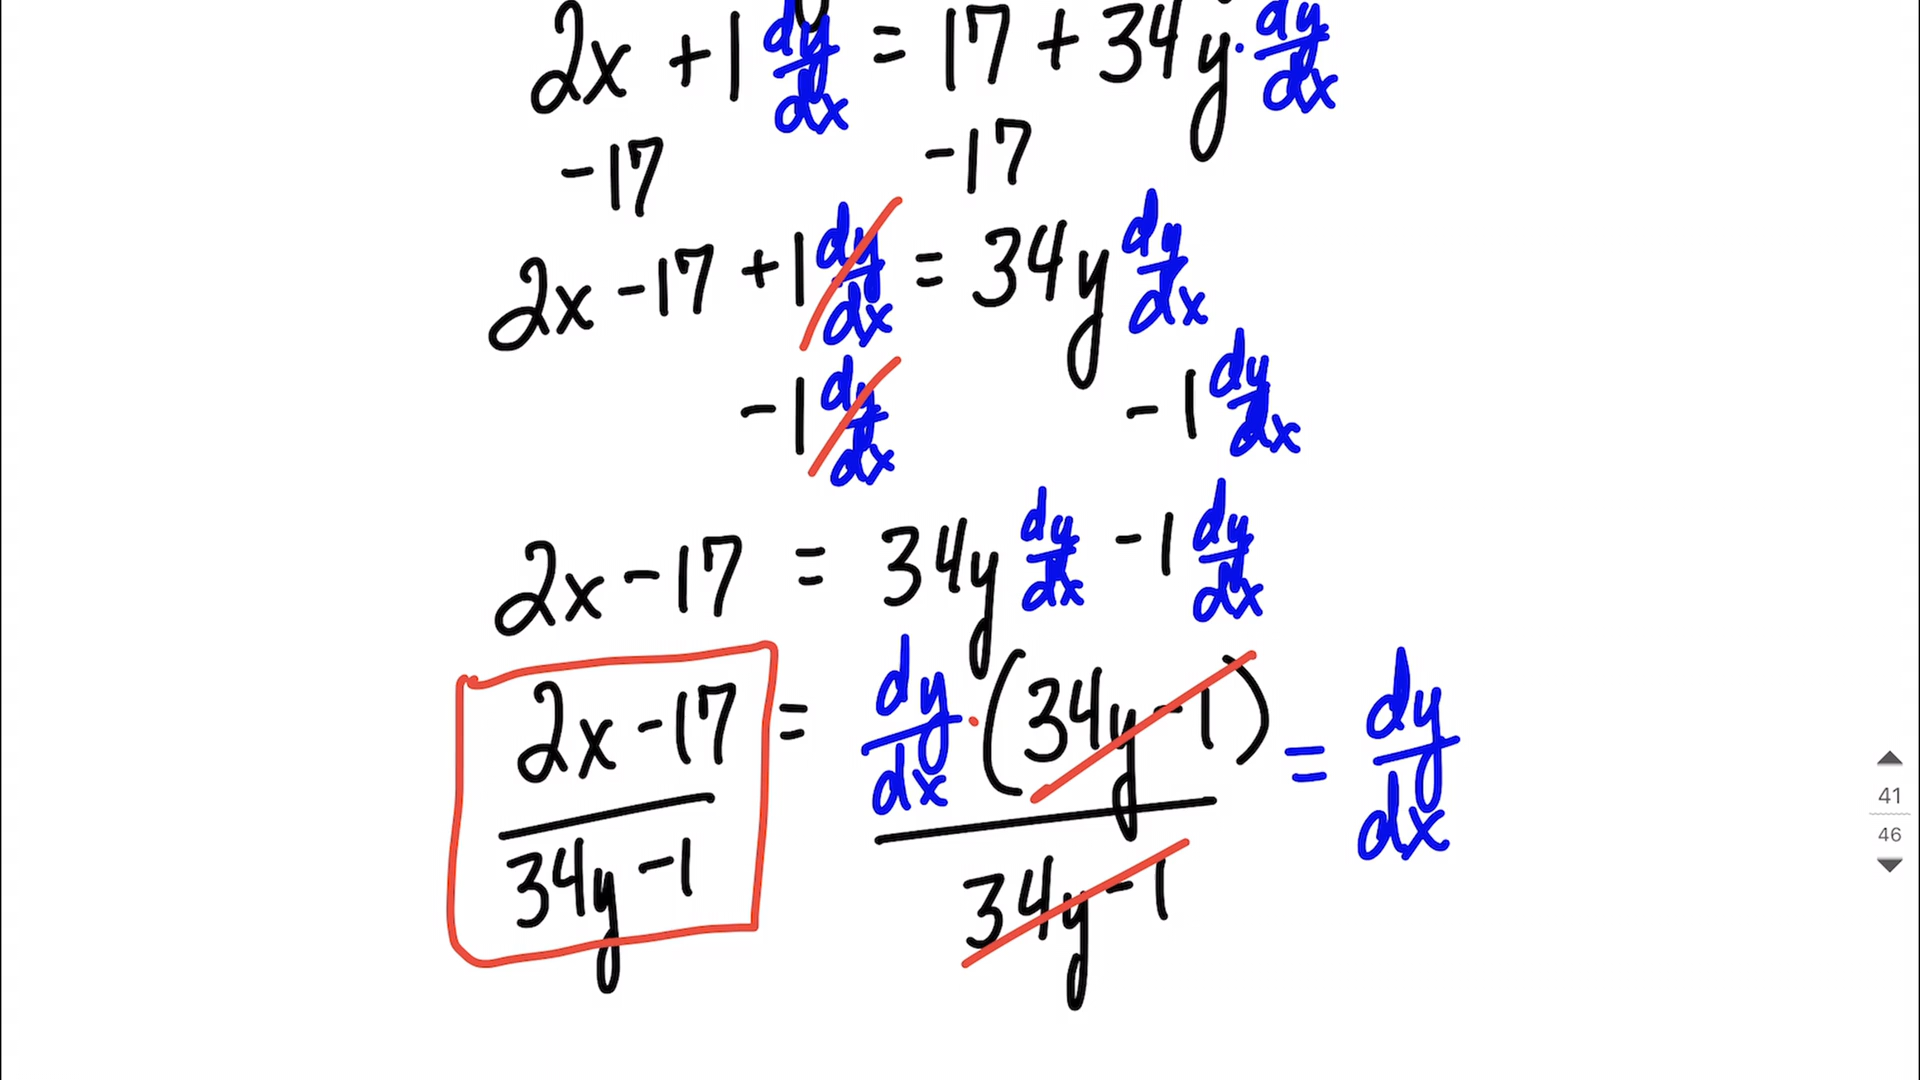 2x + 1 dy/dx = 17 + 34y · dy/dx
-17 -17
2x - 17 + 1 dy/dx = 34y dy/dx
- 1 dy/dx - 1 dy/dx
2x - 17 = 34y dy/dx - 1 dy/dx
(2x - 17)/(34y - 1) = dy/dx · (34y - 1)/(34y - 1) = dy/dx
41
46